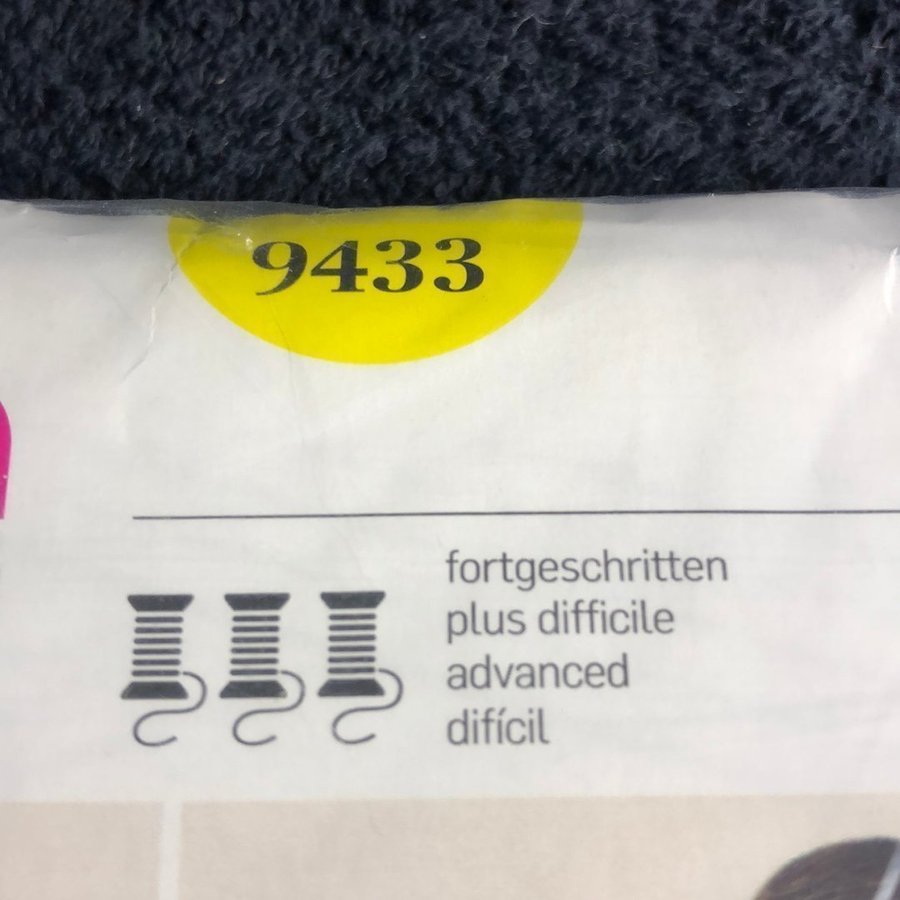 9433
fortgeschritten
plus difficile
advanced
difícil